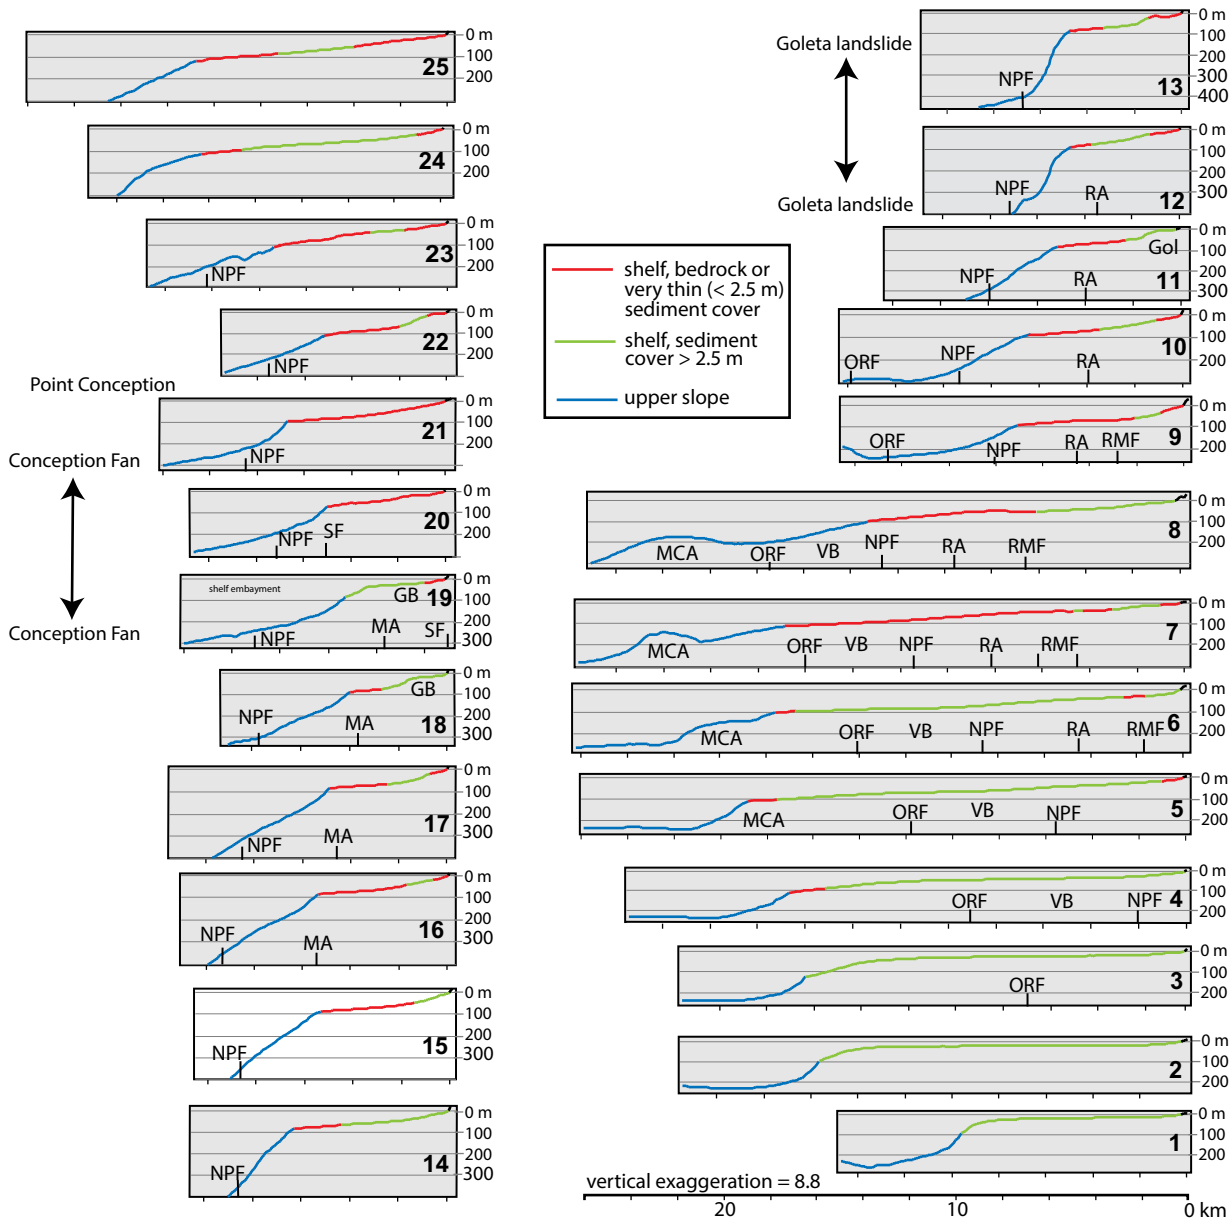 0 m
100
200
25
0 m
100
200
24
0 m
100
200
NPF
23
0 m
100
200
NPF
22
Point Conception
0 m
100
200
NPF
21
Conception Fan
0 m
100
200
NPF
SF
20
shelf embayment
0 m
100
200
300
GB
19
NPF
MA
SF
Conception Fan
0 m
100
200
300
GB
NPF
MA
18
0 m
100
200
300
17
NPF
MA
0 m
100
200
300
NPF
MA
16
0 m
100
200
300
NPF
15
0 m
100
200
300
NPF
14
Goleta landslide
0 m
100
200
300
400
NPF
13
Goleta landslide
0 m
100
200
300
NPF
RA
12
shelf, bedrock or
very thin (< 2.5 m)
sediment cover
shelf, sediment
cover > 2.5 m
upper slope
0 m
100
200
300
Gol
NPF
RA
11
0 m
100
200
ORF
NPF
RA
10
0 m
100
200
ORF
NPF
RA
RMF
9
0 m
100
200
MCA
ORF
VB
NPF
RA
RMF
8
0 m
100
200
MCA
ORF
VB
NPF
RA
RMF
7
0 m
100
200
MCA
ORF
VB
NPF
RA
RMF
6
0 m
100
200
MCA
ORF
VB
NPF
5
0 m
100
200
ORF
VB
NPF
4
0 m
100
200
ORF
3
0 m
100
200
2
0 m
100
200
1
vertical exaggeration = 8.8
20
10
0 km